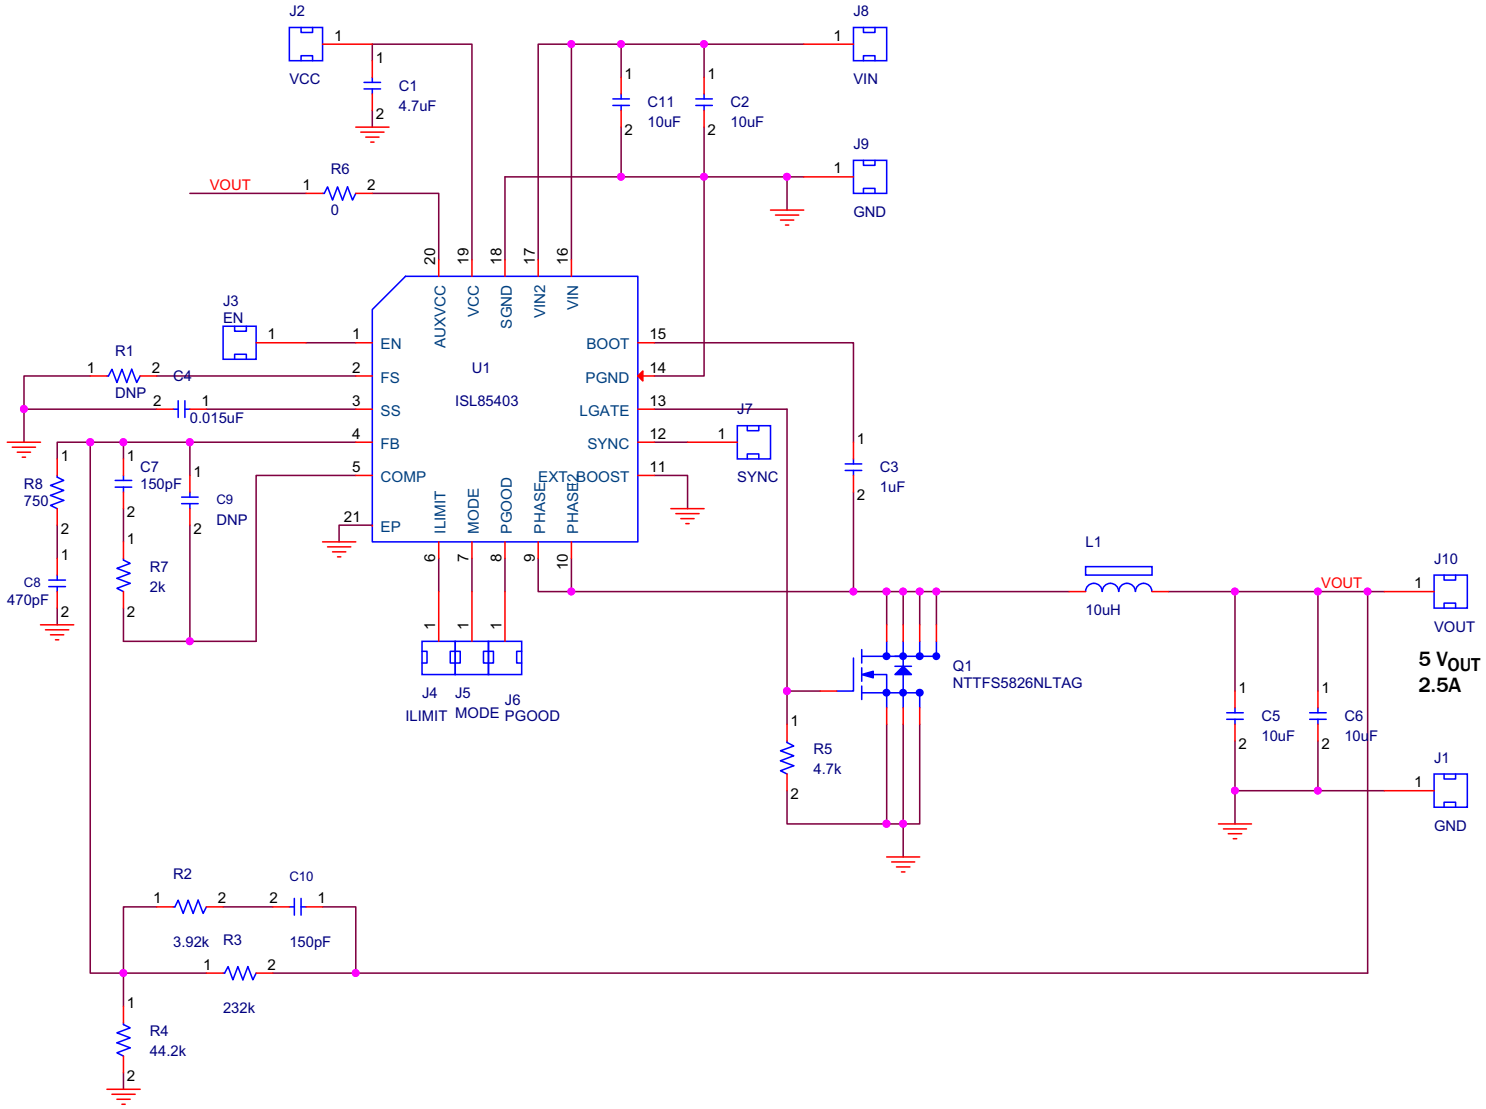 J2
1
VCC
1
C1
4.7uF
2
J8
1
VIN
1
C11
10uF
2
1
C2
10uF
2
J9
1
GND
VOUT
1
R6
2
0
20
19
18
17
16
AUXVCC
VCC
SGND
VIN2
VIN
J3
EN
1
1
EN
R1
1
2
DNP
2
FS
C4
2
1
0.015uF
3
SS
4
FB
5
COMP
21
EP
U1
ISL85403
BOOT
15
PGND
14
LGATE
13
SYNC
12
EXT_BOOST
11
ILIMIT
MODE
PGOOD
PHASE
PHASE2
6
7
8
9
10
1
J7
SYNC
1
C3
1uF
2
1
R8
750
2
1
C8
470pF
2
1
C7
150pF
2
1
R7
2k
2
1
C9
DNP
2
1
1
1
J4
ILIMIT
J5
MODE
J6
PGOOD
L1
10uH
VOUT
1
J10
VOUT
5 VOUT
2.5A
Q1
NTTFS5826NLTAG
1
R5
4.7k
2
1
C5
10uF
2
1
C6
10uF
2
1
J1
GND
R2
1
2
3.92k
C10
2
1
150pF
R3
1
2
232k
1
R4
44.2k
2